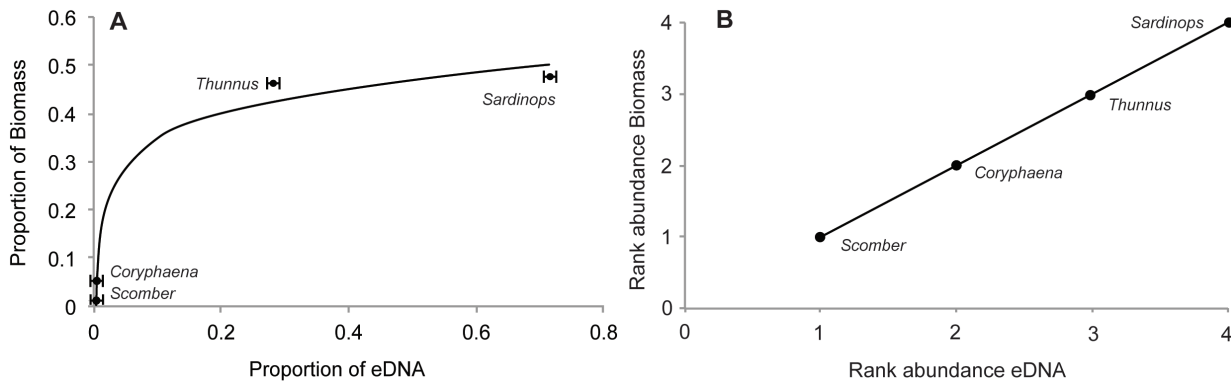 A
Proportion of Biomass
0.6
0.5
0.4
0.3
0.2
0.1
0
Thunnus
Sardinops
Coryphaena
Scomber
0 0.2 0.4 0.6 0.8
Proportion of eDNA
B
Rank abundance Biomass
4
3
2
1
0
Sardinops
Thunnus
Coryphaena
Scomber
0 1 2 3 4
Rank abundance eDNA